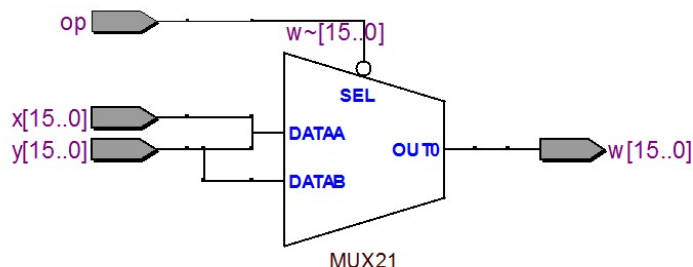 op
w~[15..0]
SEL
x[15..0]
DATAA
y[15..0]
OUT0
w[15..0]
DATAB
MUX21